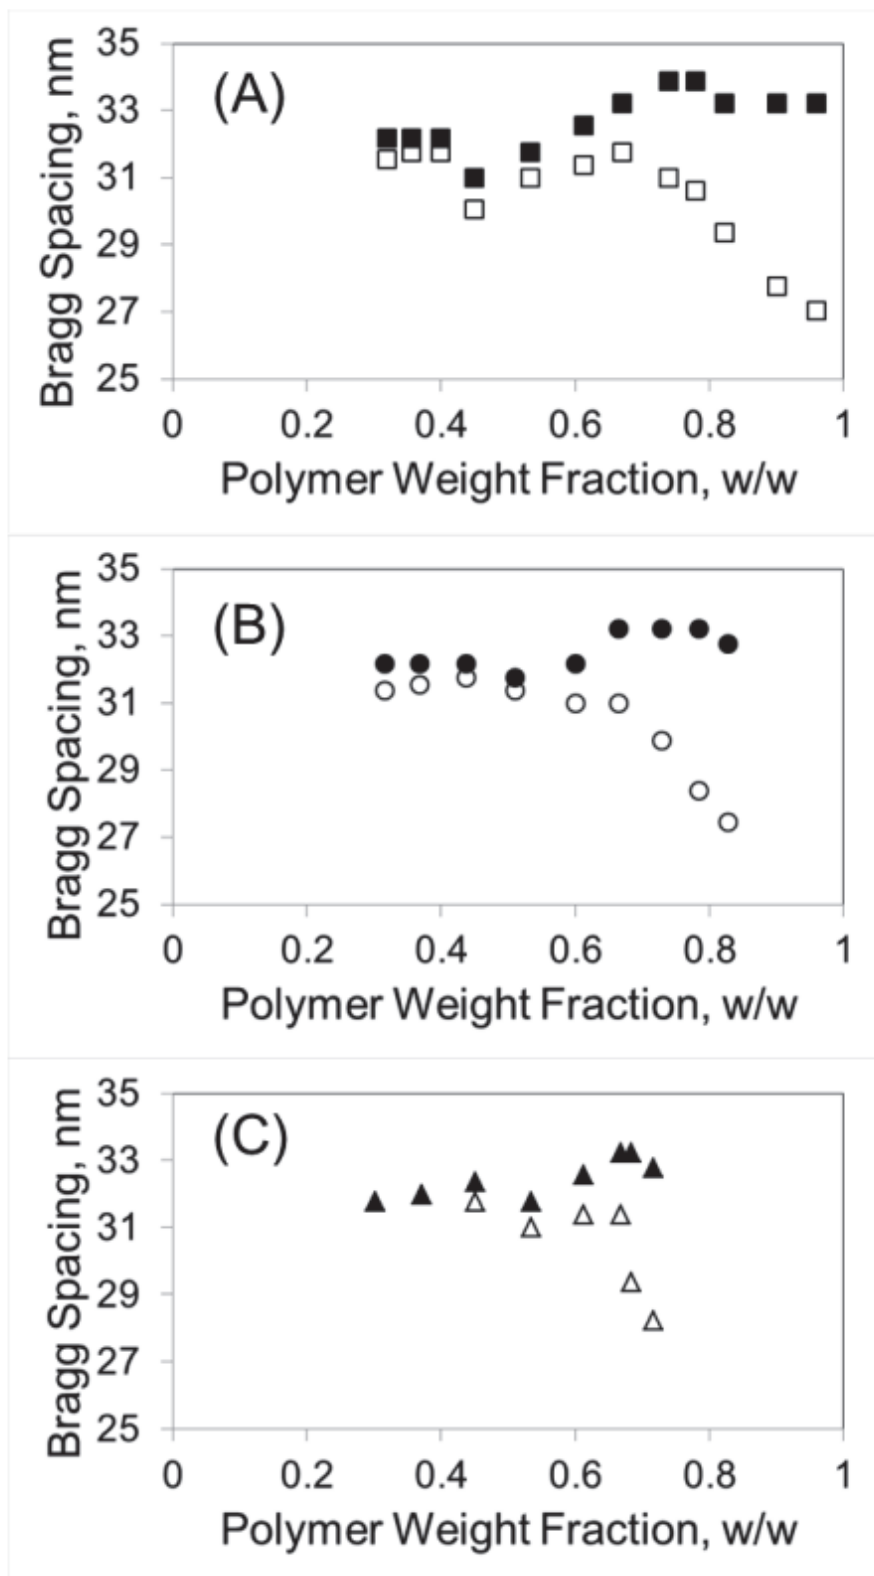 35
33
31
29
27
25
Bragg Spacing, nm
(A)
0 0.2 0.4 0.6 0.8 1
Polymer Weight Fraction, w/w
35
33
31
29
27
25
Bragg Spacing, nm
(B)
0 0.2 0.4 0.6 0.8 1
Polymer Weight Fraction, w/w
35
33
31
29
27
25
Bragg Spacing, nm
(C)
0 0.2 0.4 0.6 0.8 1
Polymer Weight Fraction, w/w